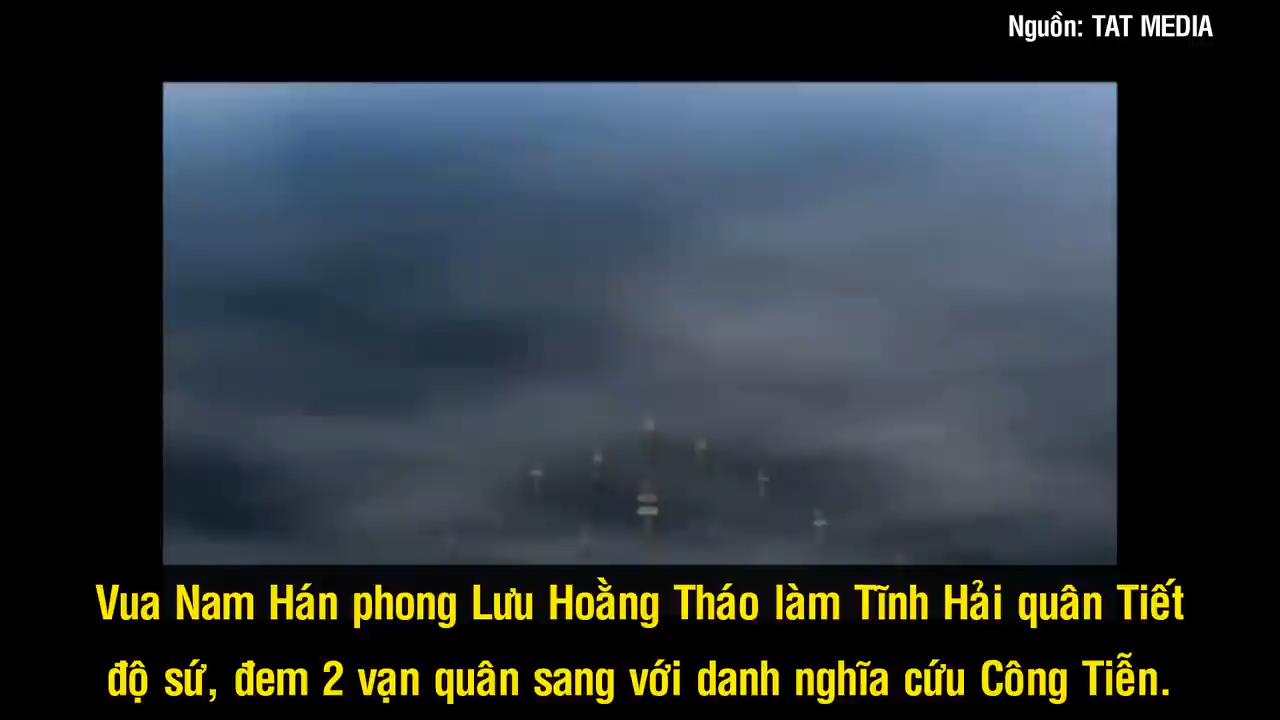 Nguồn: TAT MEDIA
Vua Nam Hán phong Lưu Hoằng Tháo làm Tĩnh Hải quân Tiết
độ sứ, đem 2 vạn quân sang với danh nghĩa cứu Công Tiễn.